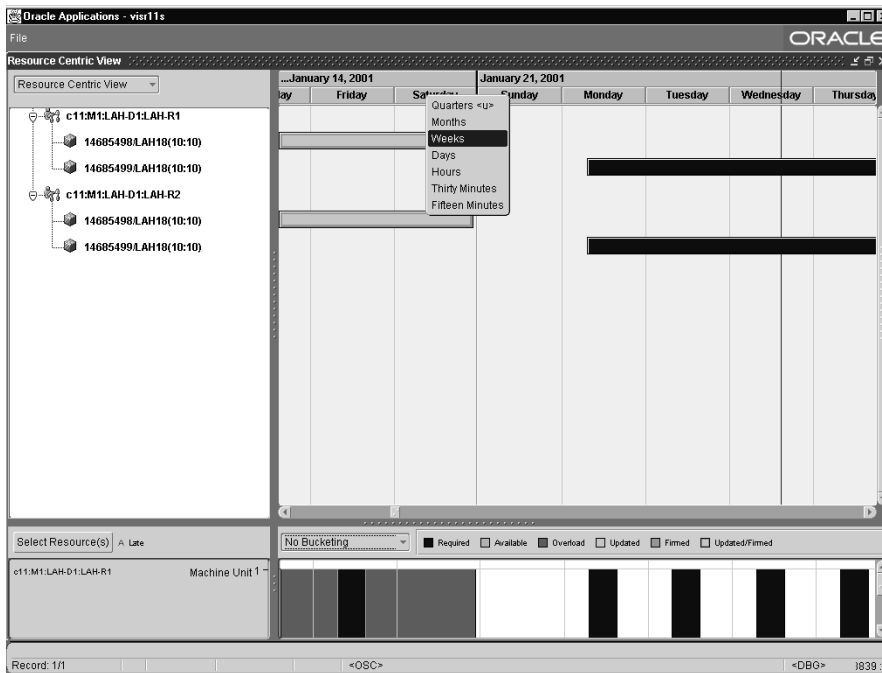 Oracle Applications - visr11s
File
ORACLE
Resource Centric View
Resource Centric View
...January 14, 2001
January 21, 2001
lay Friday Saturday Sunday Monday Tuesday Wednesday Thursday
Quarters <u>
Months
Weeks
Days
Hours
Thirty Minutes
Fifteen Minutes
c11:M1:LAH-D1:LAH-R1
14685498/LAH18(10:10)
14685499/LAH18(10:10)
c11:M1:LAH-D1:LAH-R2
14685498/LAH18(10:10)
14685499/LAH18(10:10)
Select Resource(s) A Late
No Bucketing
Required Available Overload Updated Firmed Updated/Firmed
c11:M1:LAH-D1:LAH-R1 Machine Unit 1
Record: 1/1 <OSC> <DBG> 3839 :